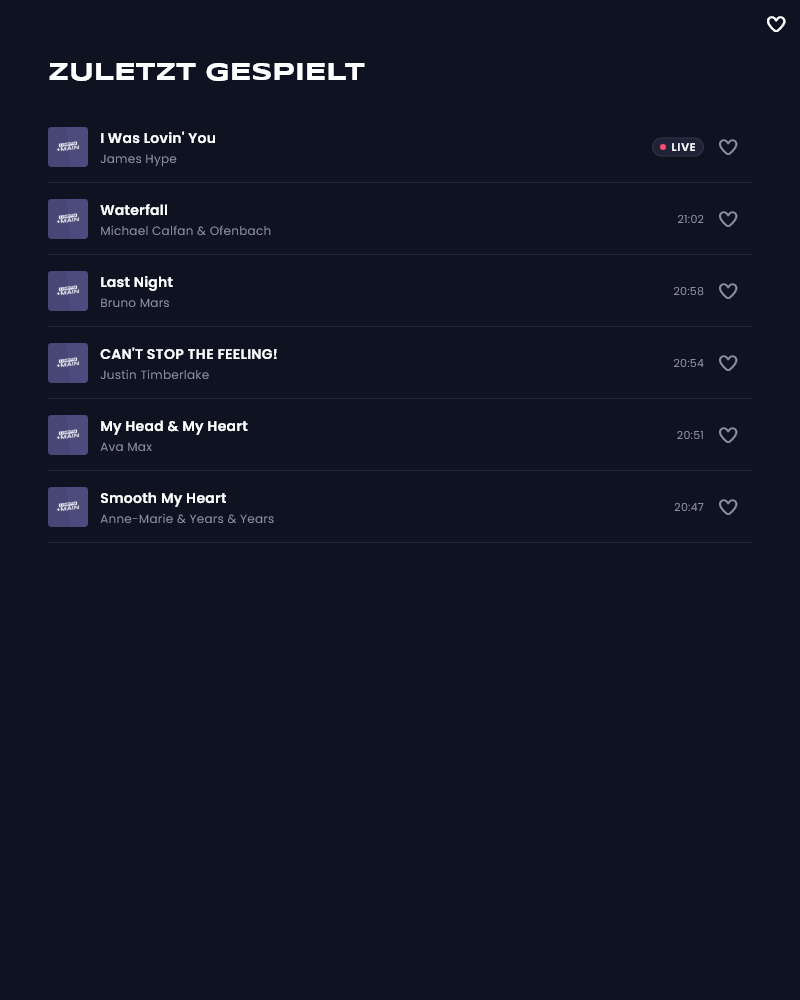 ZULETZT GESPIELT
I Was Lovin' You
James Hype
LIVE
Waterfall
Michael Calfan & Ofenbach
21:02
Last Night
Bruno Mars
20:58
CAN'T STOP THE FEELING!
Justin Timberlake
20:54
My Head & My Heart
Ava Max
20:51
Smooth My Heart
Anne-Marie & Years & Years
20:47